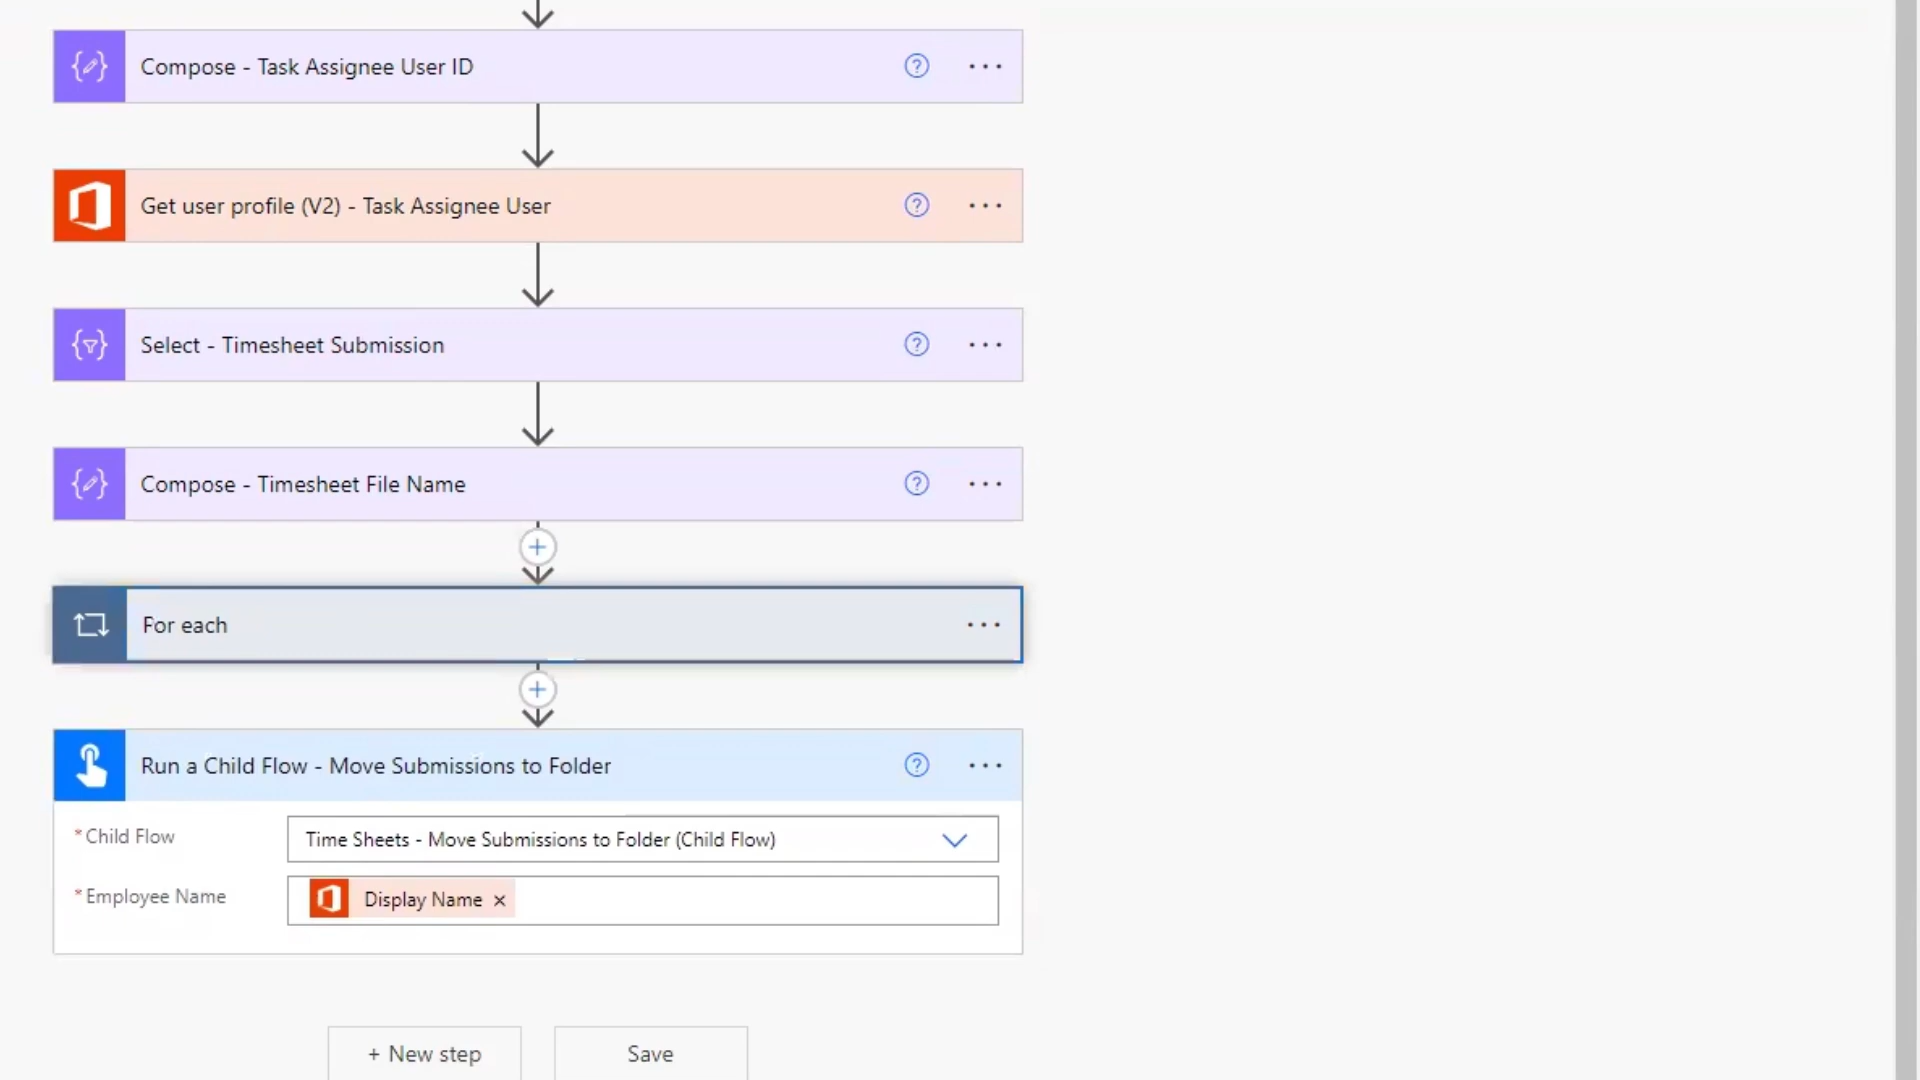 Compose - Task Assignee User ID
Get user profile (V2) - Task Assignee User
Select - Timesheet Submission
Compose - Timesheet File Name
For each
Run a Child Flow - Move Submissions to Folder
* Child Flow
Time Sheets - Move Submissions to Folder (Child Flow)
* Employee Name
Display Name ×
+ New step
Save